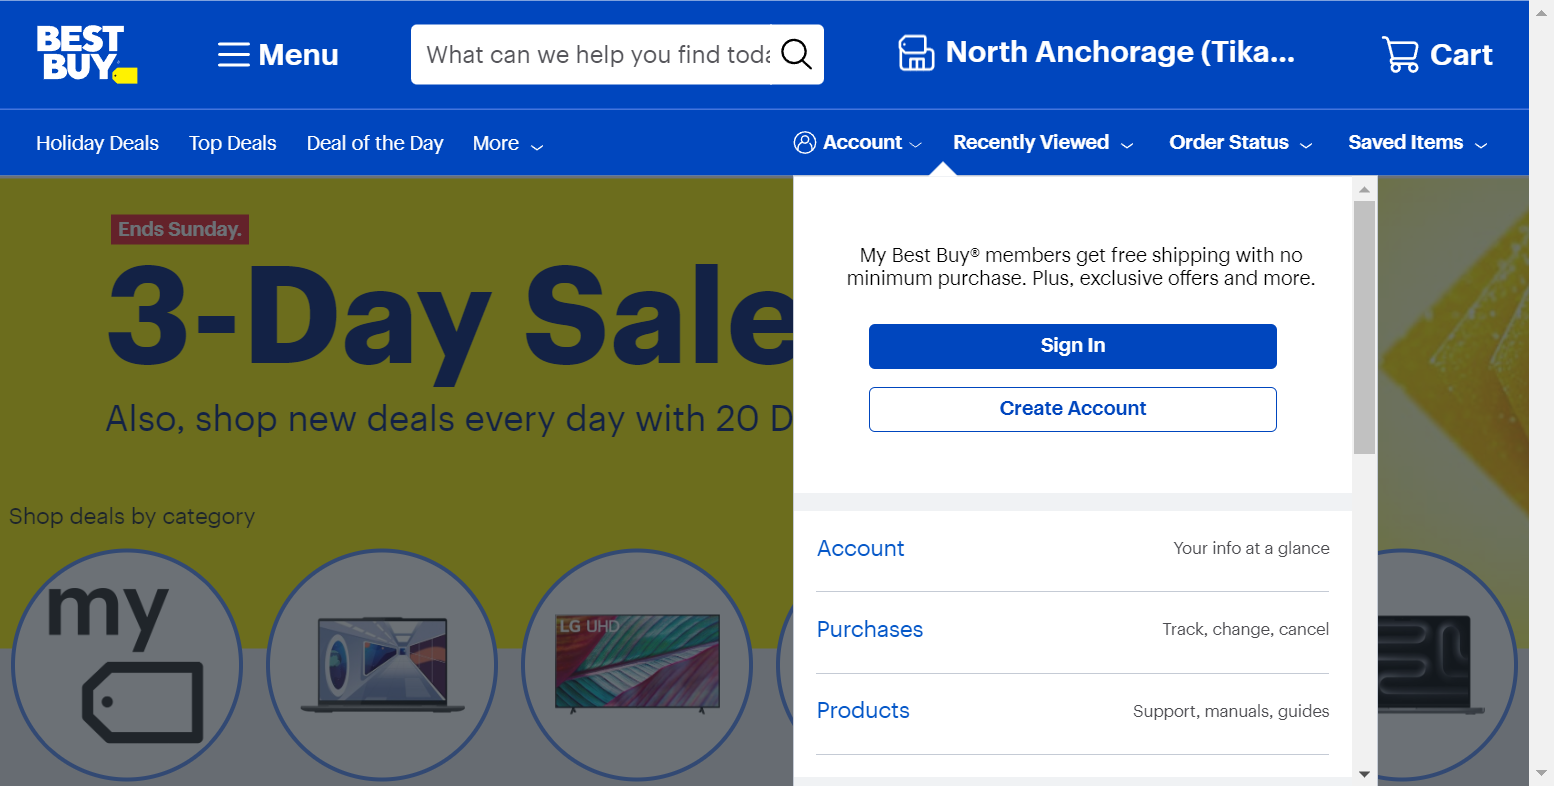 BEST
BUY
Menu
What can we help you find toda
North Anchorage (Tika...
Cart
Holiday Deals
Top Deals
Deal of the Day
More
Account
Recently Viewed
Order Status
Saved Items
Ends Sunday.
3-Day Sale
Also, shop new deals every day with 20 D
Shop deals by category
my
LG UHD
My Best Buy® members get free shipping with no
minimum purchase. Plus, exclusive offers and more.
Sign In
Create Account
Account
Your info at a glance
Purchases
Track, change, cancel
Products
Support, manuals, guides